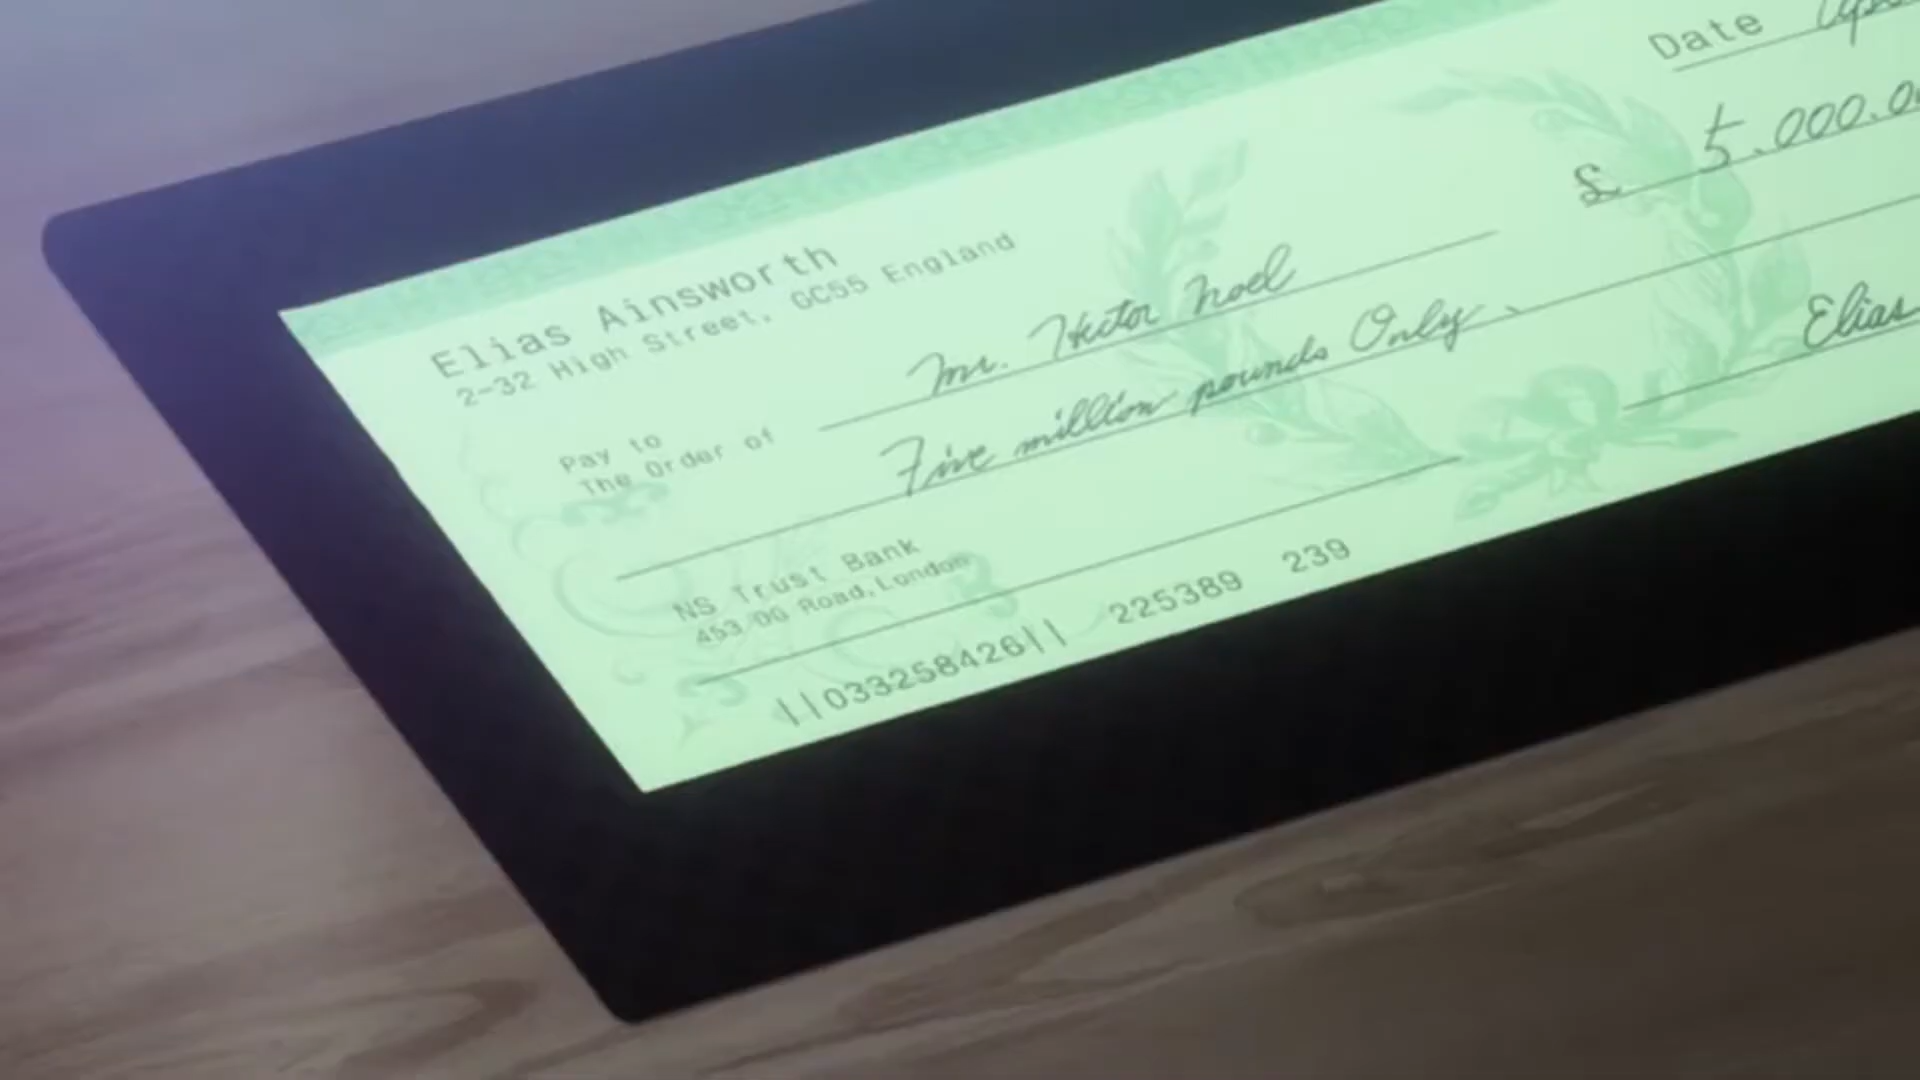 Date
£ 5.000.0
Elias Ainsworth
2-32 High Street, GC55 England
Pay to
The Order of
Mr. Hector Noel
Five million pounds Only.
Elias
NS Trust Bank
453 OG Road,London
||033258426|| 225389 239